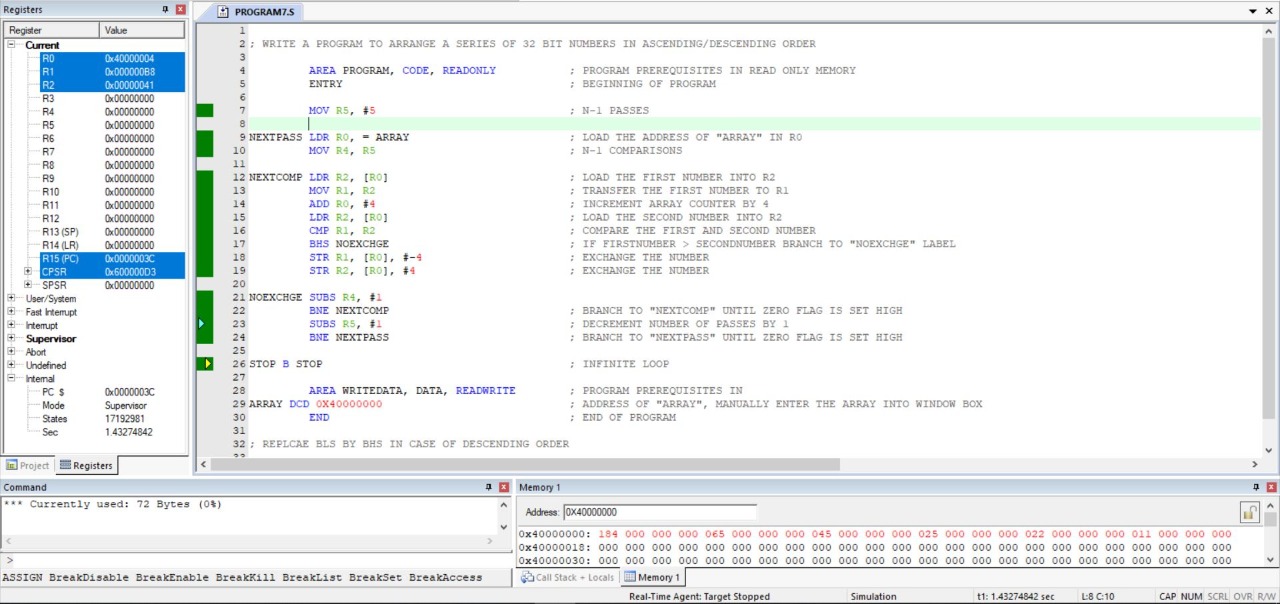 Registers
Register Value
Current
R0 0x40000004
R1 0x000000B8
R2 0x00000041
R3 0x00000000
R4 0x00000000
R5 0x00000000
R6 0x00000000
R7 0x00000000
R8 0x00000000
R9 0x00000000
R10 0x00000000
R11 0x00000000
R12 0x00000000
R13 (SP) 0x00000000
R14 (LR) 0x00000000
R15 (PC) 0x0000003C
CPSR 0x600000D3
SPSR 0x00000000
User/System
Fast Interrupt
Interrupt
Supervisor
Abort
Undefined
Internal
PC $ 0x0000003C
Mode Supervisor
States 17192981
Sec 1.43274842
Project Registers
PROGRAM7.S
1
2 ; WRITE A PROGRAM TO ARRANGE A SERIES OF 32 BIT NUMBERS IN ASCENDING/DESCENDING ORDER
3
4 AREA PROGRAM, CODE, READONLY ; PROGRAM PREREQUISITES IN READ ONLY MEMORY
5 ENTRY ; BEGINNING OF PROGRAM
6
7 MOV R5, #5 ; N-1 PASSES
8
9 NEXTPASS LDR R0, = ARRAY ; LOAD THE ADDRESS OF "ARRAY" IN R0
10 MOV R4, R5 ; N-1 COMPARISONS
11
12 NEXTCOMP LDR R2, [R0] ; LOAD THE FIRST NUMBER INTO R2
13 MOV R1, R2 ; TRANSFER THE FIRST NUMBER TO R1
14 ADD R0, #4 ; INCREMENT ARRAY COUNTER BY 4
15 LDR R2, [R0] ; LOAD THE SECOND NUMBER INTO R2
16 CMP R1, R2 ; COMPARE THE FIRST AND SECOND NUMBER
17 BHS NOEXCHGE ; IF FIRSTNUMBER > SECONDNUMBER BRANCH TO "NOEXCHGE" LABEL
18 STR R1, [R0], #-4 ; EXCHANGE THE NUMBER
19 STR R2, [R0], #4 ; EXCHANGE THE NUMBER
20
21 NOEXCHGE SUBS R4, #1
22 BNE NEXTCOMP ; BRANCH TO "NEXTCOMP" UNTIL ZERO FLAG IS SET HIGH
23 SUBS R5, #1 ; DECREMENT NUMBER OF PASSES BY 1
24 BNE NEXTPASS ; BRANCH TO "NEXTPASS" UNTIL ZERO FLAG IS SET HIGH
25
26 STOP B STOP ; INFINITE LOOP
27
28 AREA WRITEDATA, DATA, READWRITE ; PROGRAM PREREQUISITES IN
29 ARRAY DCD 0X40000000 ; ADDRESS OF "ARRAY", MANUALLY ENTER THE ARRAY INTO WINDOW BOX
30 END ; END OF PROGRAM
31
32 ; REPLCAE BLS BY BHS IN CASE OF DESCENDING ORDER
33
Command
*** Currently used: 72 Bytes (0%)
>
ASSIGN BreakDisable BreakEnable BreakKill BreakList BreakSet BreakAccess
Memory 1
Address: 0X40000000
0x40000000: 184 000 000 000 065 000 000 000 045 000 000 000 025 000 000 000 022 000 000 000 011 000 000 000
0x40000018: 000 000 000 000 000 000 000 000 000 000 000 000 000 000 000 000 000 000 000 000 000 000 000 000
0x40000030: 000 000 000 000 000 000 000 000 000 000 000 000 000 000 000 000 000 000 000 000 000 000 000 000
Call Stack + Locals Memory 1
Real-Time Agent: Target Stopped Simulation t1: 1.43274842 sec L:8 C:10 CAP NUM SCRL OVR R/W